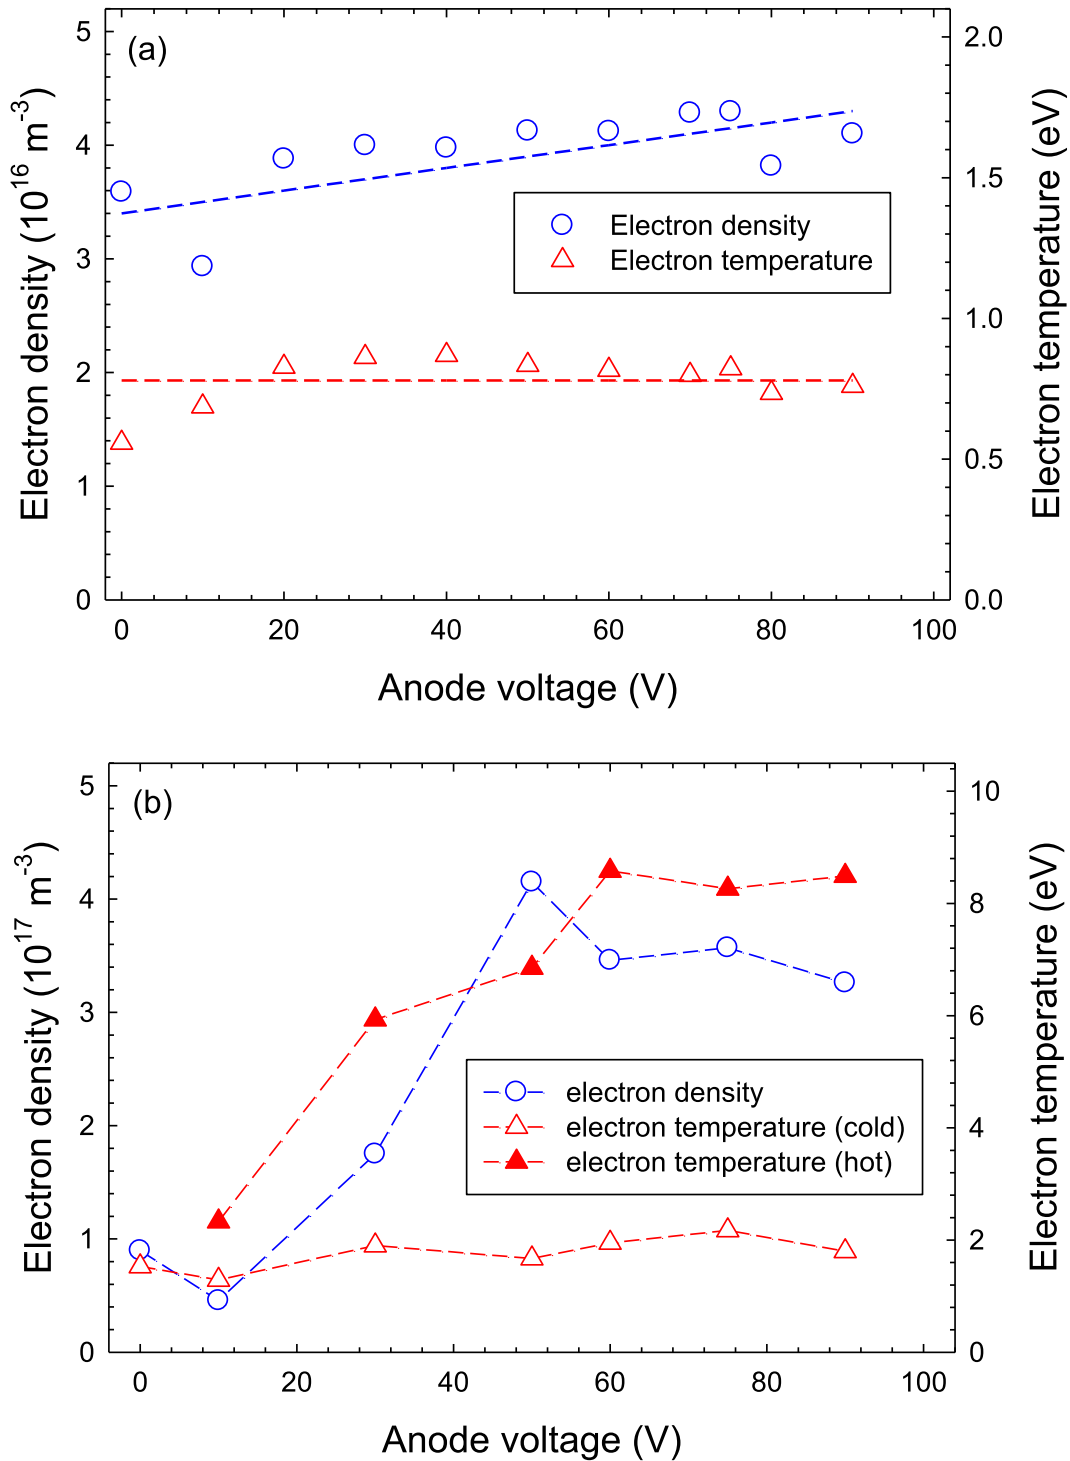 (a)
Electron density (10^16 m^-3)
5
4
3
2
1
0
2.0
1.5
1.0
0.5
0.0
Electron temperature (eV)
Electron density
Electron temperature
0 20 40 60 80 100
Anode voltage (V)
(b)
Electron density (10^17 m^-3)
5
4
3
2
1
0
10
8
6
4
2
0
Electron temperature (eV)
electron density
electron temperature (cold)
electron temperature (hot)
0 20 40 60 80 100
Anode voltage (V)